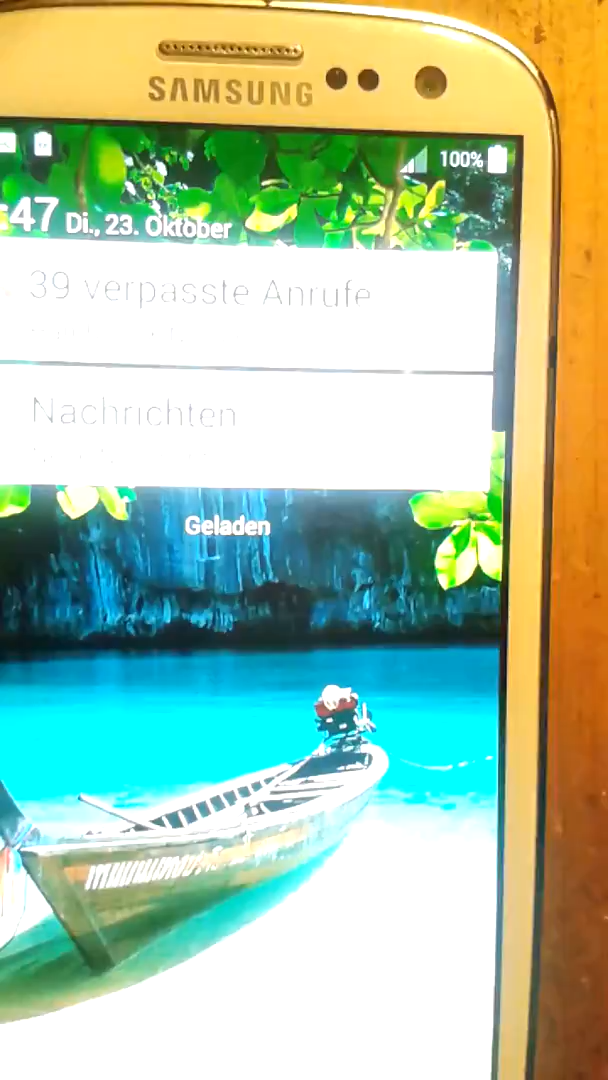 SAMSUNG
100%
:47 Di., 23. Oktober
39 verpasste Anrufe
Nachrichten
Geladen